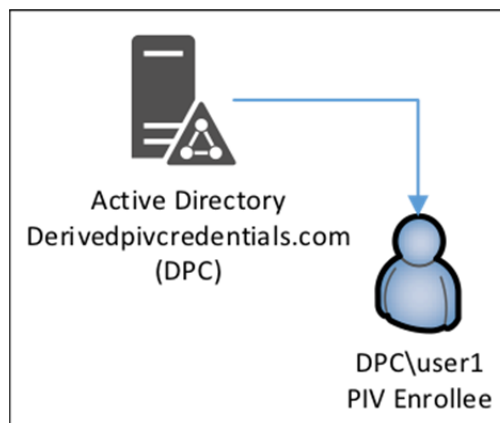 Active Directory
Derivedpivcredentials.com
(DPC)
DPC\user1
PIV Enrollee